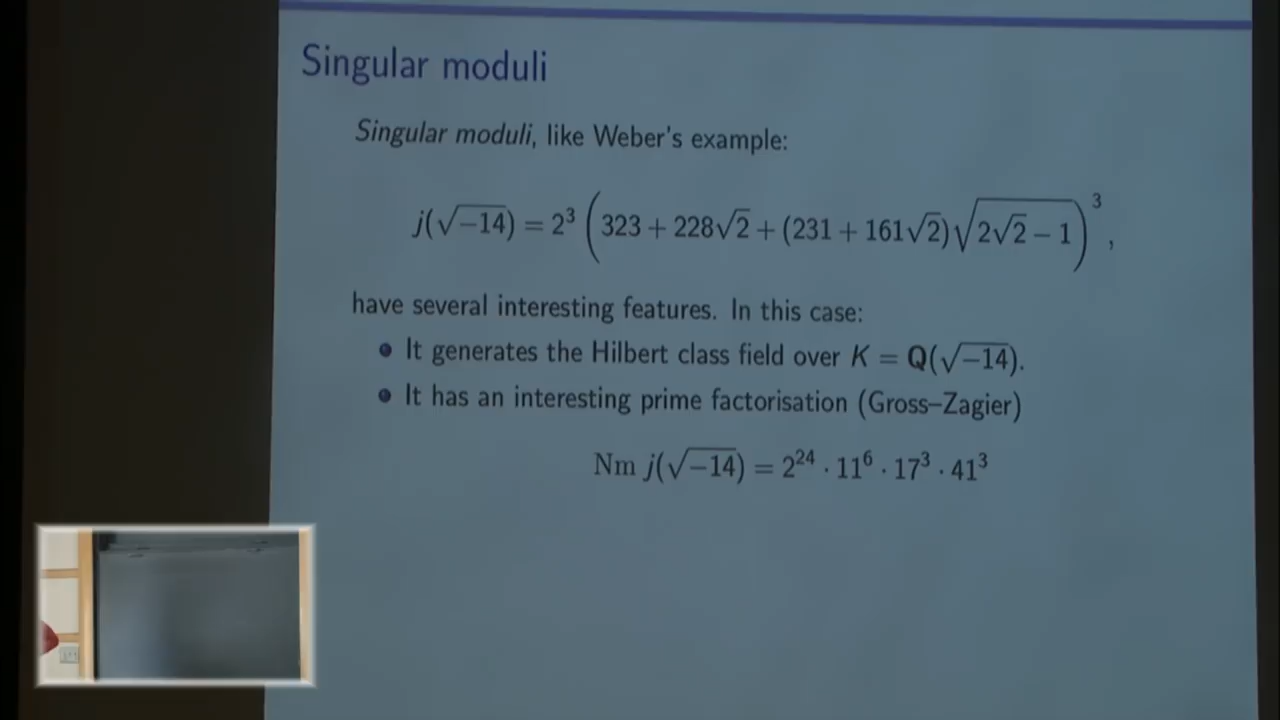 Singular moduli
Singular moduli, like Weber's example:
j(√−14) = 2³ (323 + 228√2 + (231 + 161√2)√(2√2 − 1))³,
have several interesting features. In this case:
• It generates the Hilbert class field over K = Q(√−14).
• It has an interesting prime factorisation (Gross–Zagier)
Nm j(√−14) = 2²⁴ · 11⁶ · 17³ · 41³